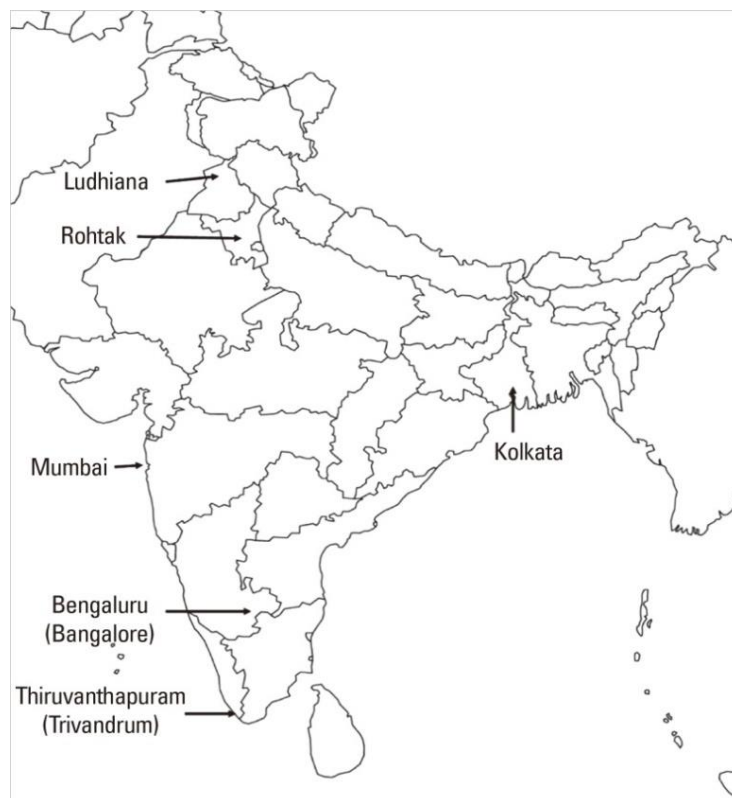 Ludhiana
Rohtak
Mumbai
Kolkata
Bengaluru
(Bangalore)
Thiruvanthapuram
(Trivandrum)